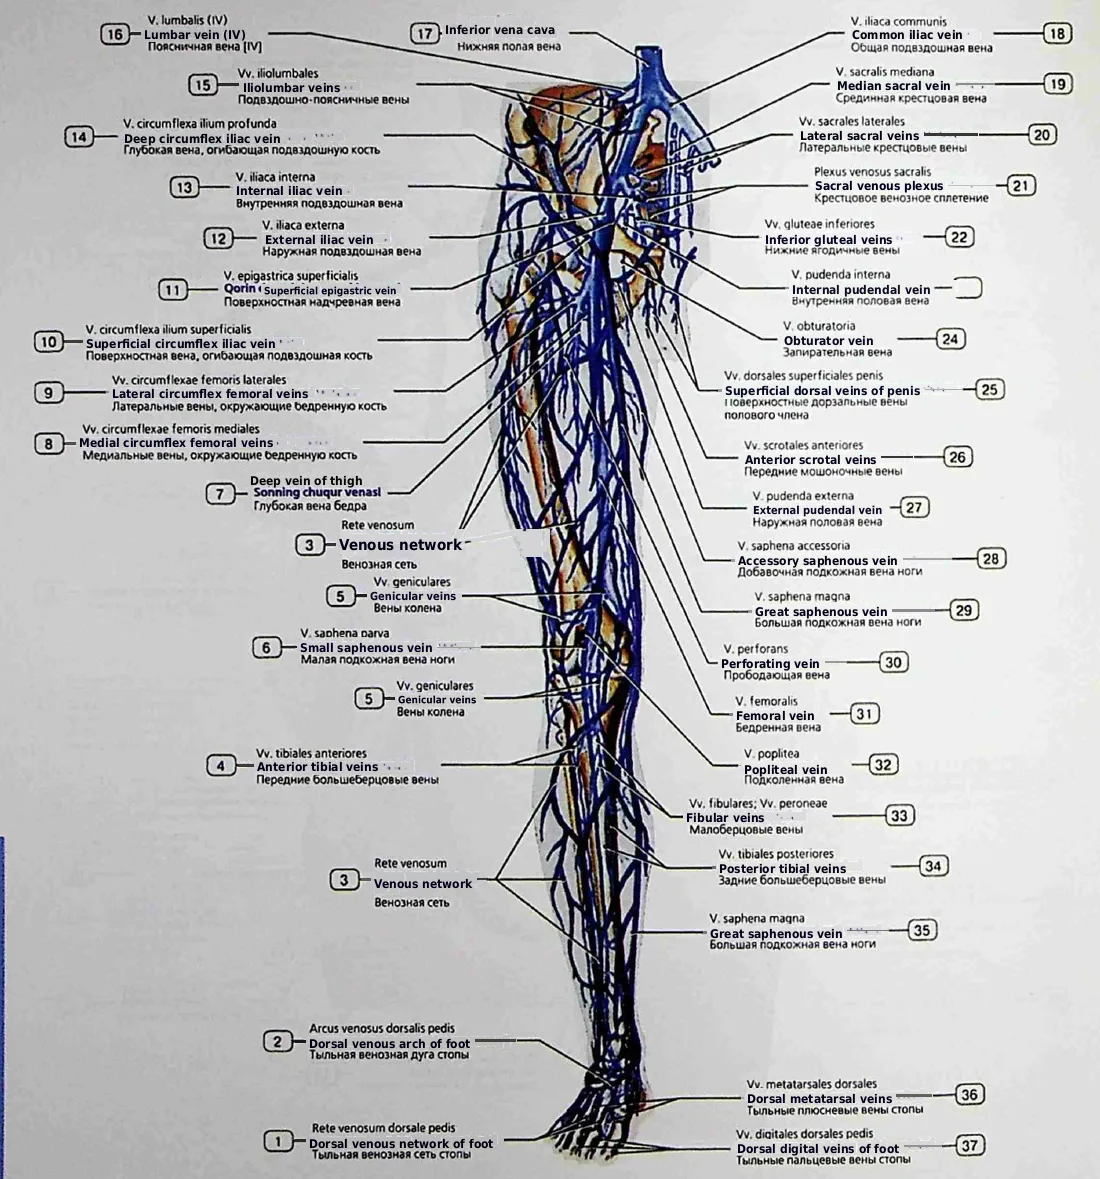 V. lumbalis (IV)
16 Lumbar vein (IV)
Поясничная вена [IV]
17 Inferior vena cava
Нижняя полая вена
V. iliaca communis
Common iliac vein 18
Общая подвздошная вена
Vv. iliolumbales
15 Iliolumbar veins
Подвздошно-поясничные вены
V. sacralis mediana
Median sacral vein 19
Срединная крестцовая вена
V. circumflexa ilium profunda
14 Deep circumflex iliac vein
Глубокая вена, огибающая подвздошную кость
Vv. sacrales laterales
Lateral sacral veins 20
Латеральные крестцовые вены
V. iliaca interna
13 Internal iliac vein
Внутренняя подвздошная вена
Plexus venosus sacralis
Sacral venous plexus 21
Крестцовое венозное сплетение
V. iliaca externa
12 External iliac vein
Наружная подвздошная вена
Vv. gluteae inferiores
Inferior gluteal veins 22
Нижние ягодичные вены
V. epigastrica superficialis
11 Qorin Superficial epigastric vein
Поверхностная надчревная вена
V. pudenda interna
Internal pudendal vein
Внутренняя половая вена
V. circumflexa ilium superficialis
10 Superficial circumflex iliac vein
Поверхностная вена, огибающая подвздошная кость
V. obturatoria
Obturator vein 24
Запирательная вена
Vv. circumflexae femoris laterales
9 Lateral circumflex femoral veins
Латеральные вены, окружающие бедренную кость
Vv. dorsales superficiales penis
Superficial dorsal veins of penis 25
Поверхностные дорзальные вены
полового члена
Vv. circumflexae femoris mediales
8 Medial circumflex femoral veins
Медиальные вены, окружающие бедренную кость
Vv. scrotales anteriores
Anterior scrotal veins 26
Передние мошоночные вены
Deep vein of thigh
7 Sonning chuqur venasi
Глубокая вена бедра
V. pudenda externa
External pudendal vein 27
Наружная половая вена
Rete venosum
3 Venous network
Венозная сеть
V. saphena accessoria
Accessory saphenous vein 28
Добавочная подкожная вена ноги
Vv. geniculares
5 Genicular veins
Вены колена
V. saphena magna
Great saphenous vein 29
Большая подкожная вена ноги
V. saphena parva
6 Small saphenous vein
Малая подкожная вена ноги
V. perforans
Perforating vein 30
Прободающая вена
Vv. geniculares
5 Genicular veins
Вены колена
V. femoralis
Femoral vein 31
Бедренная вена
Vv. tibiales anteriores
4 Anterior tibial veins
Передние большеберцовые вены
V. poplitea
Popliteal vein 32
Подколенная вена
Vv. fibulares; Vv. peroneae
Fibular veins 33
Малоберцовые вены
Rete venosum
3 Venous network
Венозная сеть
Vv. tibiales posteriores
Posterior tibial veins 34
Задние большеберцовые вены
V. saphena magna
Great saphenous vein 35
Большая подкожная вена ноги
Arcus venosus dorsalis pedis
2 Dorsal venous arch of foot
Тыльная венозная дуга стопы
Vv. metatarsales dorsales
Dorsal metatarsal veins 36
Тыльные плюсневые вены стопы
Rete venosum dorsale pedis
1 Dorsal venous network of foot
Тыльная венозная сеть стопы
Vv. digitales dorsales pedis
Dorsal digital veins of foot 37
Тыльные пальцевые вены стопы